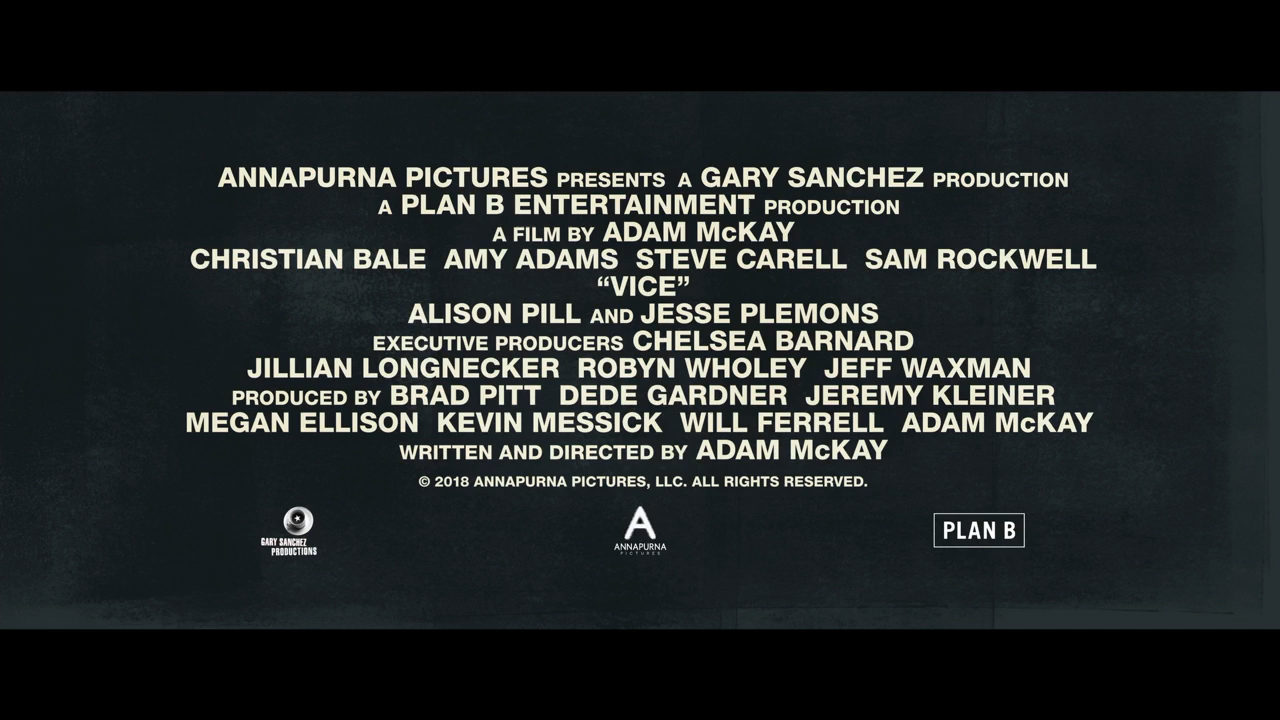 ANNAPURNA PICTURES PRESENTS A GARY SANCHEZ PRODUCTION
A PLAN B ENTERTAINMENT PRODUCTION
A FILM BY ADAM McKAY
CHRISTIAN BALE AMY ADAMS STEVE CARELL SAM ROCKWELL
“VICE”
ALISON PILL AND JESSE PLEMONS
EXECUTIVE PRODUCERS CHELSEA BARNARD
JILLIAN LONGNECKER ROBYN WHOLEY JEFF WAXMAN
PRODUCED BY BRAD PITT DEDE GARDNER JEREMY KLEINER
MEGAN ELLISON KEVIN MESSICK WILL FERRELL ADAM McKAY
WRITTEN AND DIRECTED BY ADAM McKAY
© 2018 ANNAPURNA PICTURES, LLC. ALL RIGHTS RESERVED.
GARY SANCHEZ
PRODUCTIONS
ANNAPURNA
PICTURES
PLAN B